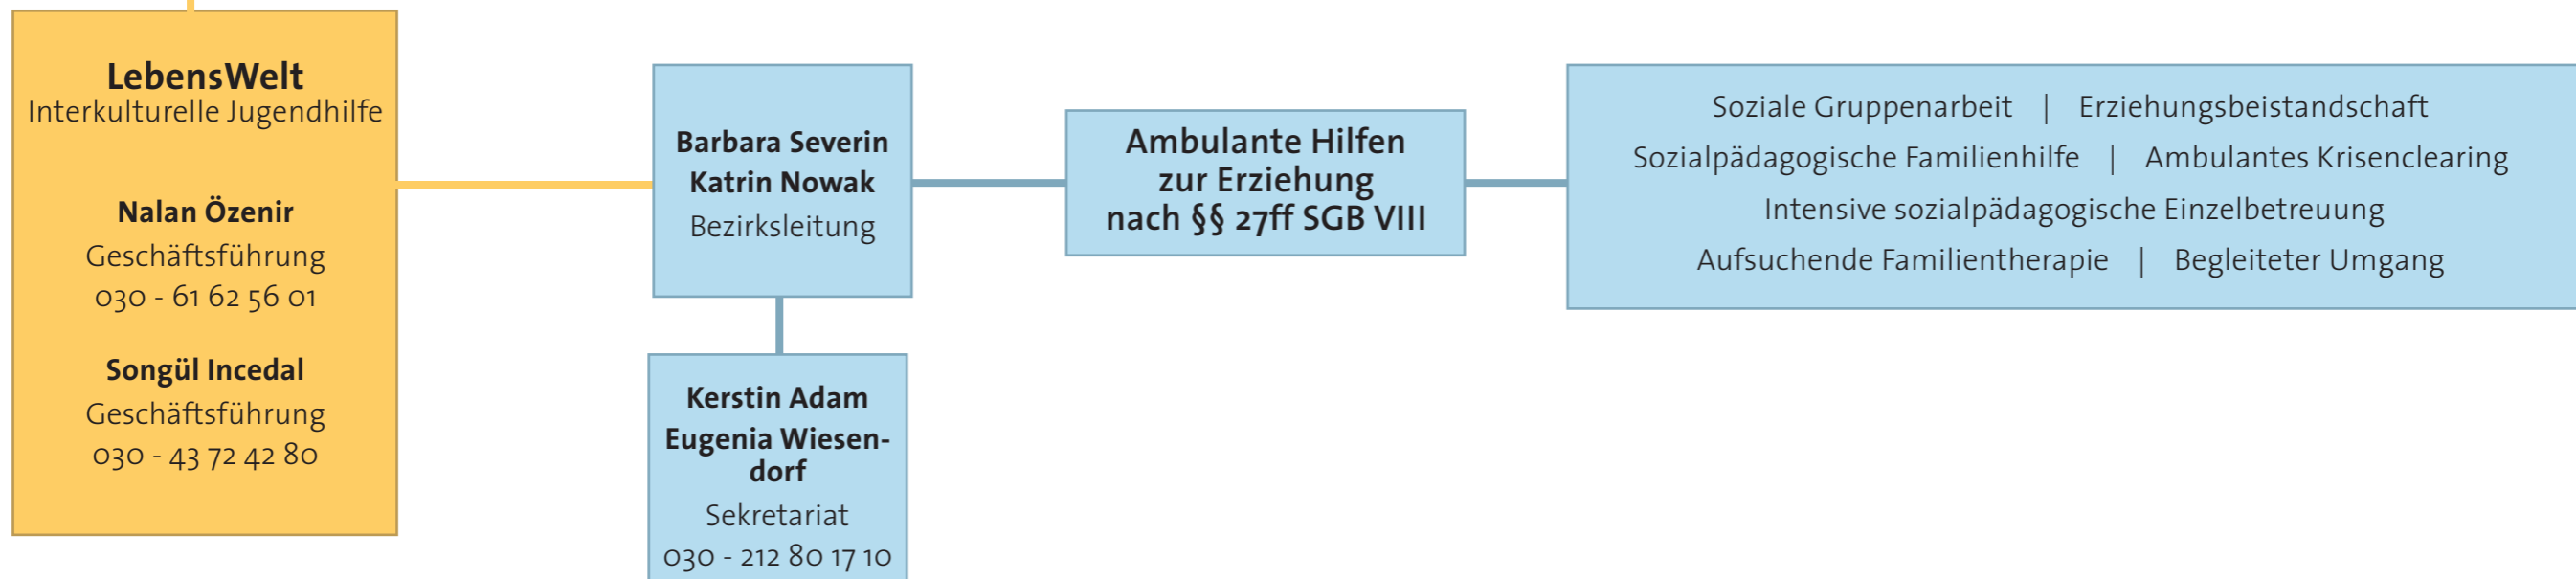 LebensWelt
Interkulturelle Jugendhilfe
Nalan Özenir
Geschäftsführung
030 - 61 62 56 01
Songül Incedal
Geschäftsführung
030 - 43 72 42 80
Barbara Severin
Katrin Nowak
Bezirksleitung
Kerstin Adam
Eugenia Wiesen-
dorf
Sekretariat
030 - 212 80 17 10
Ambulante Hilfen
zur Erziehung
nach §§ 27ff SGB VIII
Soziale Gruppenarbeit | Erziehungsbeistandschaft
Sozialpädagogische Familienhilfe | Ambulantes Krisenclearing
Intensive sozialpädagogische Einzelbetreuung
Aufsuchende Familientherapie | Begleiteter Umgang